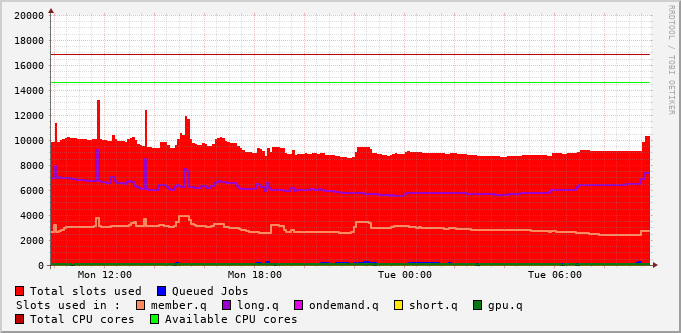 20000
18000
16000
14000
12000
10000
8000
6000
4000
2000
0
Mon 12:00 Mon 18:00 Tue 00:00 Tue 06:00
RRDTOOL / TOBI OETIKER
Total slots used Queued Jobs
Slots used in : member.q long.q ondemand.q short.q gpu.q
Total CPU cores Available CPU cores